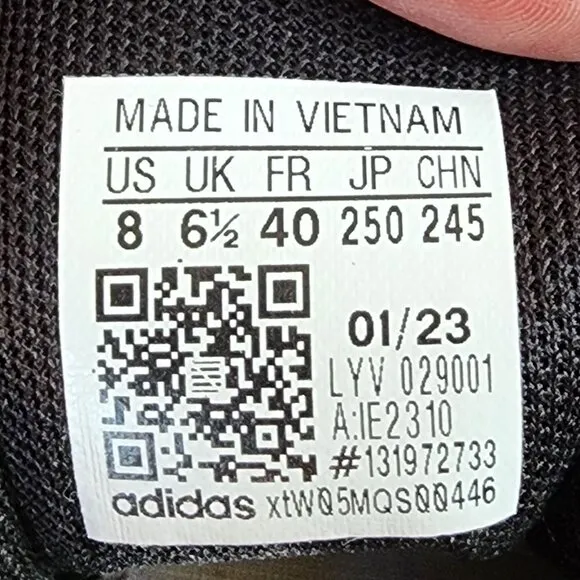 MADE IN VIETNAM
US UK FR JP CHN
8 6½ 40 250 245
01/23
LYV 029001
A:IE2310
#131972733
adidas xtW05MQS00446